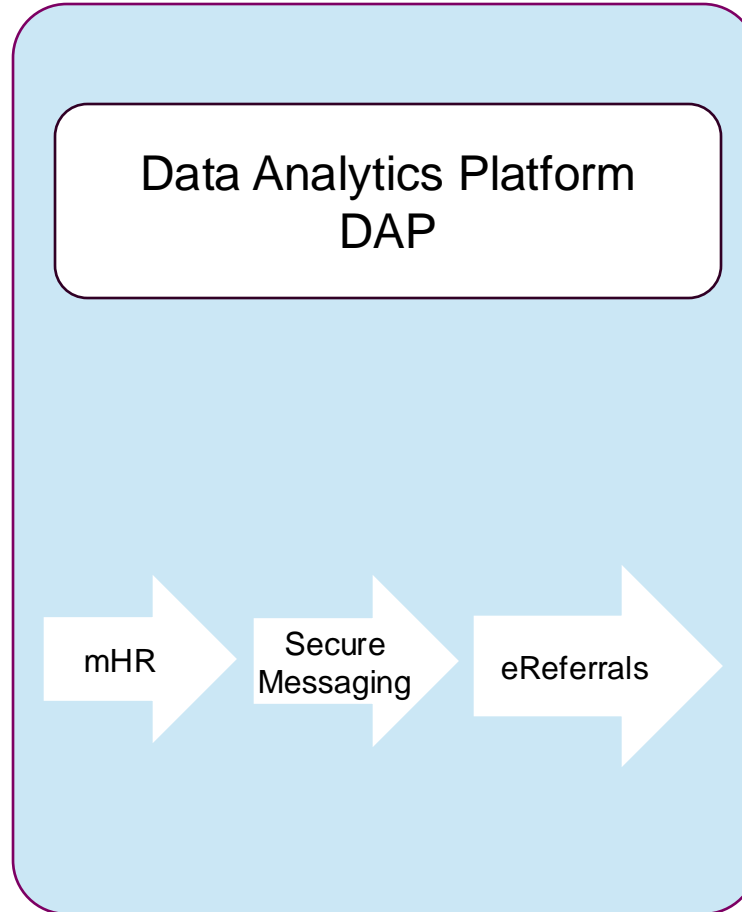 Data Analytics Platform
DAP
mHR
Secure
Messaging
eReferrals